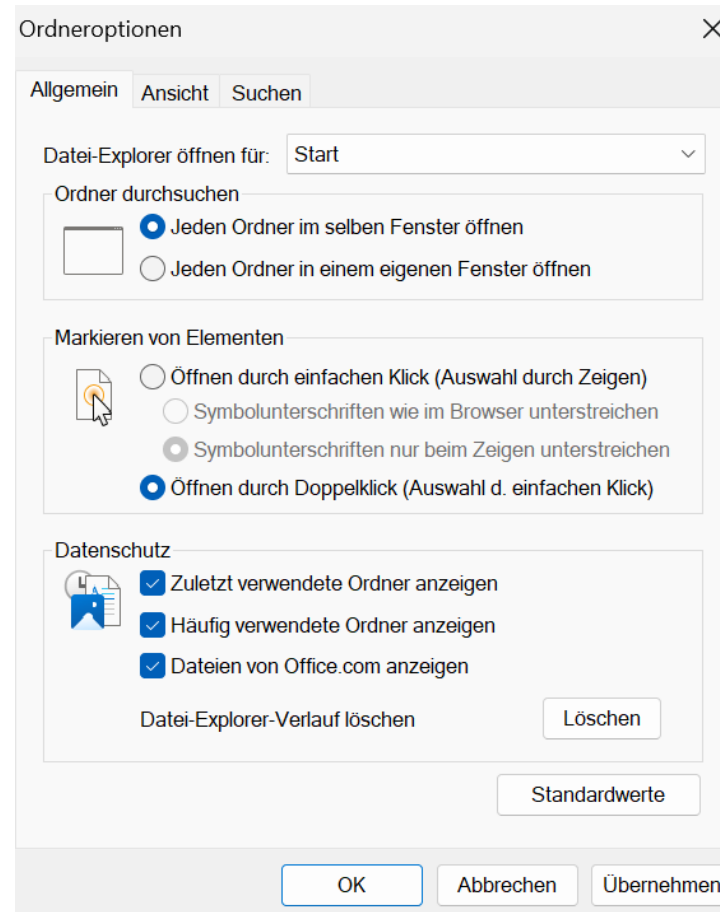 Ordneroptionen
Allgemein Ansicht Suchen
Datei-Explorer öffnen für: Start
Ordner durchsuchen
Jeden Ordner im selben Fenster öffnen
Jeden Ordner in einem eigenen Fenster öffnen
Markieren von Elementen
Öffnen durch einfachen Klick (Auswahl durch Zeigen)
Symbolunterschriften wie im Browser unterstreichen
Symbolunterschriften nur beim Zeigen unterstreichen
Öffnen durch Doppelklick (Auswahl d. einfachen Klick)
Datenschutz
Zuletzt verwendete Ordner anzeigen
Häufig verwendete Ordner anzeigen
Dateien von Office.com anzeigen
Datei-Explorer-Verlauf löschen Löschen
Standardwerte
OK Abbrechen Übernehmen